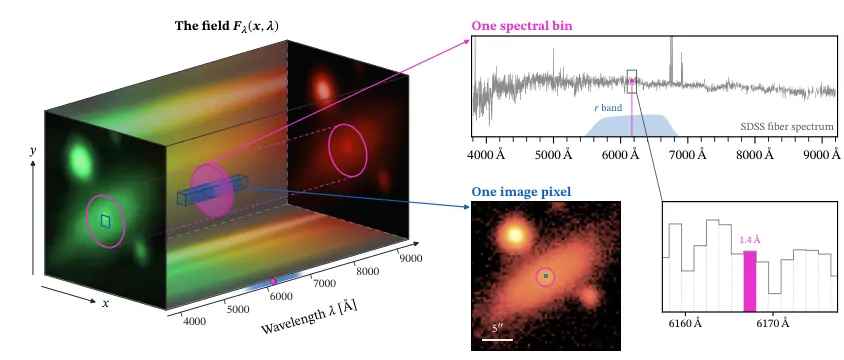 The field Fλ(x, λ)
y
x
4000
5000
6000
7000
8000
9000
Wavelength λ [Å]
One spectral bin
r band
SDSS fiber spectrum
4000 Å
5000 Å
6000 Å
7000 Å
8000 Å
9000 Å
One image pixel
5″
1.4 Å
6160 Å
6170 Å